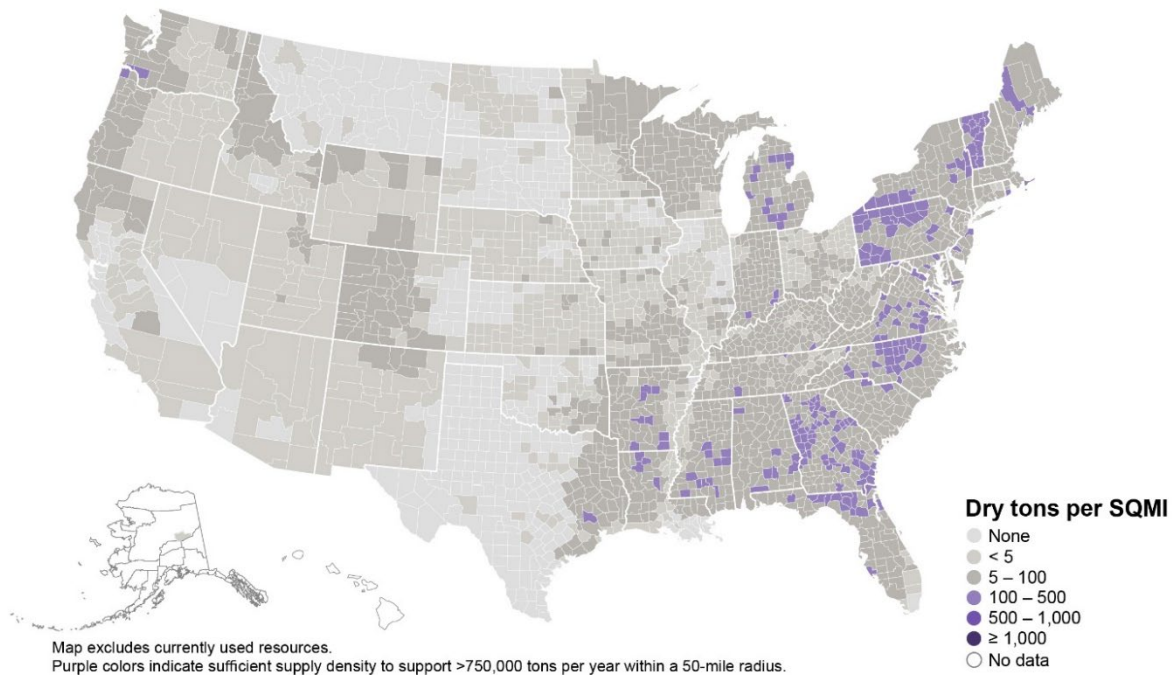 Dry tons per SQMI
None
< 5
5 – 100
100 – 500
500 – 1,000
≥ 1,000
No data
Map excludes currently used resources.
Purple colors indicate sufficient supply density to support >750,000 tons per year within a 50-mile radius.